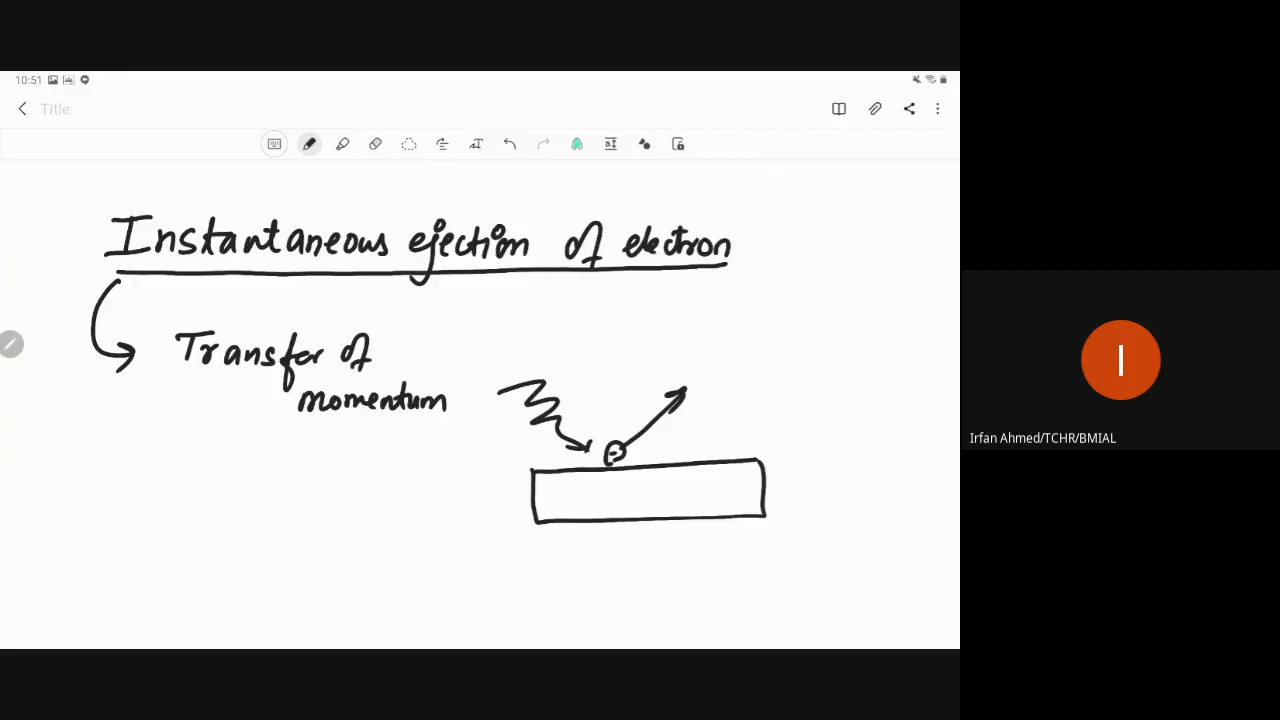 10:51
Title
Instantaneous ejection of electron
Transfer of
momentum
I
Irfan Ahmed/TCHR/BMIAL